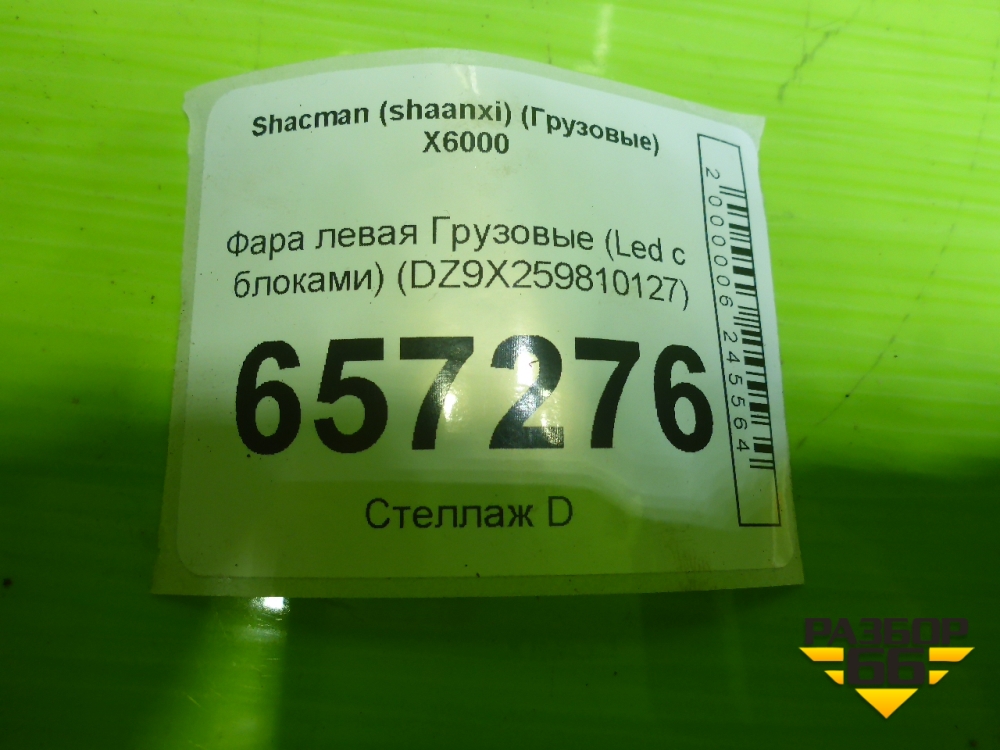 Shacman (shaanxi) (Грузовые)
X6000
Фара левая Грузовые (Led с
блоками) (DZ9X259810127)
657276
Стеллаж D
2000006245564
РАЗБОР
66